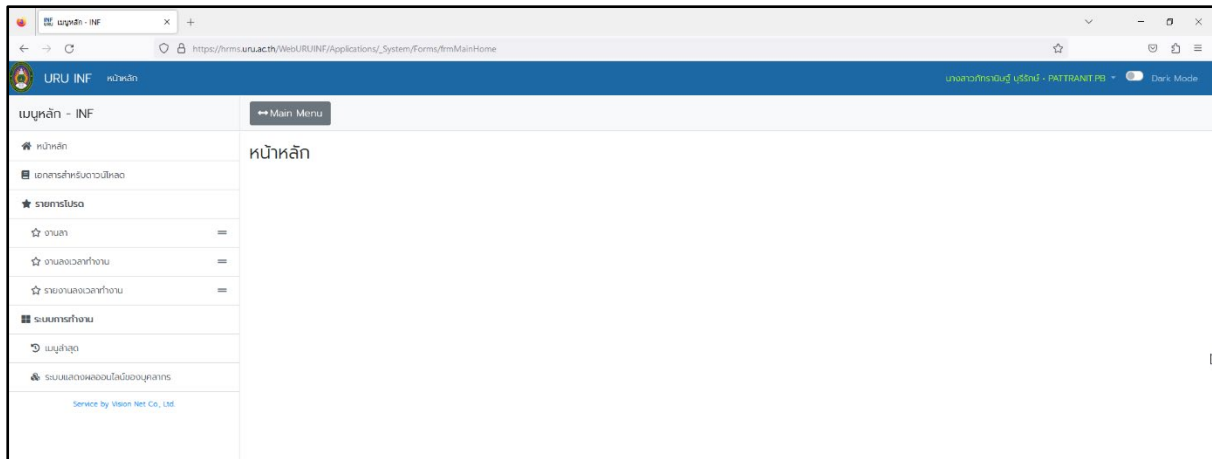 เมนูหลัก - INF
https://hrms.uru.ac.th/WebURUINF/Applications/_System/Forms/frmMainHome
URU INF หน้าหลัก
นางสาวภัทรานิษฐ์ บุรีรักษ์ - PATTRANIT.PB Dark Mode
เมนูหลัก - INF
Main Menu
หน้าหลัก
หน้าหลัก
เอกสารสำหรับดาวน์โหลด
รายการโปรด
งานลา
งานลงเวลาทำงาน
รายงานลงเวลาทำงาน
ระบบการทำงาน
เมนูล่าสุด
ระบบแสดงผลออนไลน์ของบุคลากร
Service by Vision Net Co., Ltd.